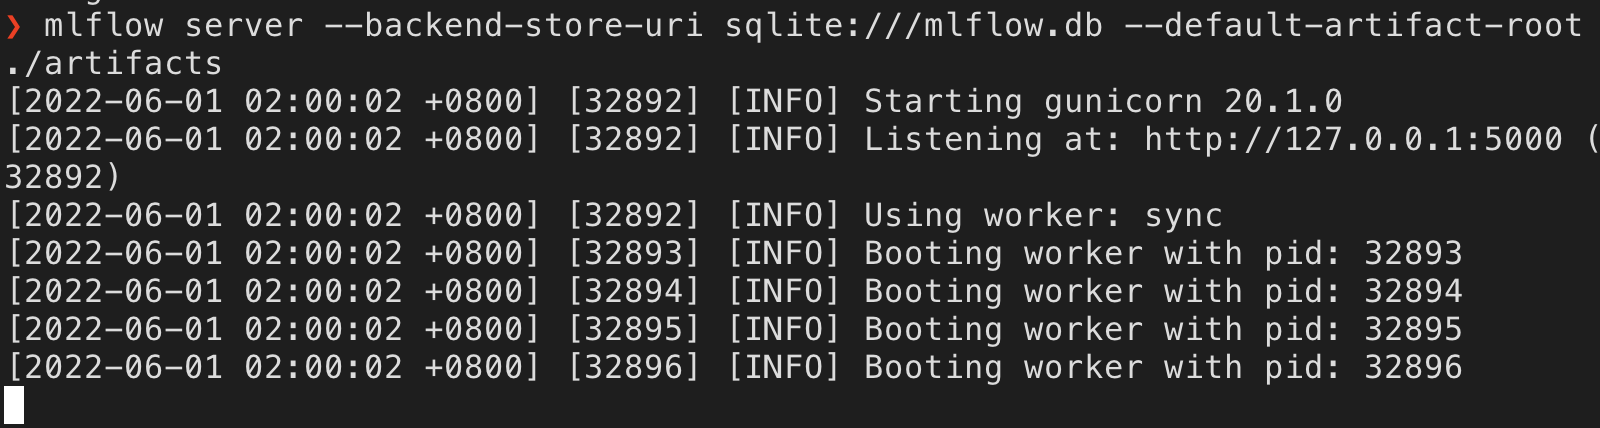 ❯ mlflow server --backend-store-uri sqlite:///mlflow.db --default-artifact-root
./artifacts
[2022-06-01 02:00:02 +0800] [32892] [INFO] Starting gunicorn 20.1.0
[2022-06-01 02:00:02 +0800] [32892] [INFO] Listening at: http://127.0.0.1:5000 (
32892)
[2022-06-01 02:00:02 +0800] [32892] [INFO] Using worker: sync
[2022-06-01 02:00:02 +0800] [32893] [INFO] Booting worker with pid: 32893
[2022-06-01 02:00:02 +0800] [32894] [INFO] Booting worker with pid: 32894
[2022-06-01 02:00:02 +0800] [32895] [INFO] Booting worker with pid: 32895
[2022-06-01 02:00:02 +0800] [32896] [INFO] Booting worker with pid: 32896